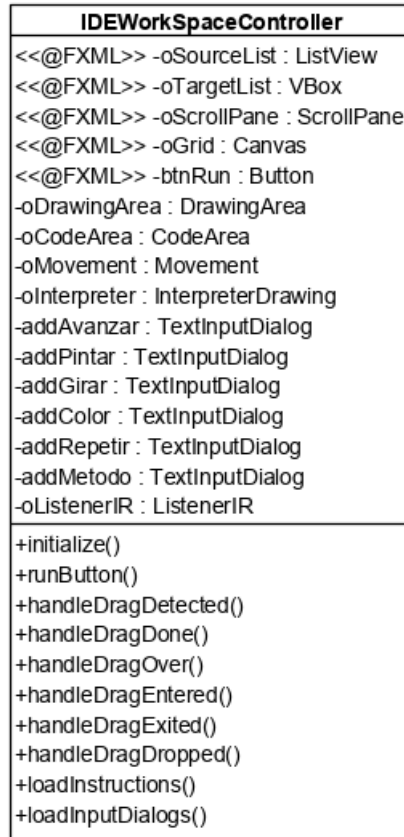 IDEWorkSpaceController
<<@FXML>> -oSourceList : ListView
<<@FXML>> -oTargetList : VBox
<<@FXML>> -oScrollPane : ScrollPane
<<@FXML>> -oGrid : Canvas
<<@FXML>> -btnRun : Button
-oDrawingArea : DrawingArea
-oCodeArea : CodeArea
-oMovement : Movement
-oInterpreter : InterpreterDrawing
-addAvanzar : TextInputDialog
-addPintar : TextInputDialog
-addGirar : TextInputDialog
-addColor : TextInputDialog
-addRepetir : TextInputDialog
-addMetodo : TextInputDialog
-oListenerIR : ListenerIR
+initialize()
+runButton()
+handleDragDetected()
+handleDragDone()
+handleDragOver()
+handleDragEntered()
+handleDragExited()
+handleDragDropped()
+loadInstructions()
+loadInputDialogs()